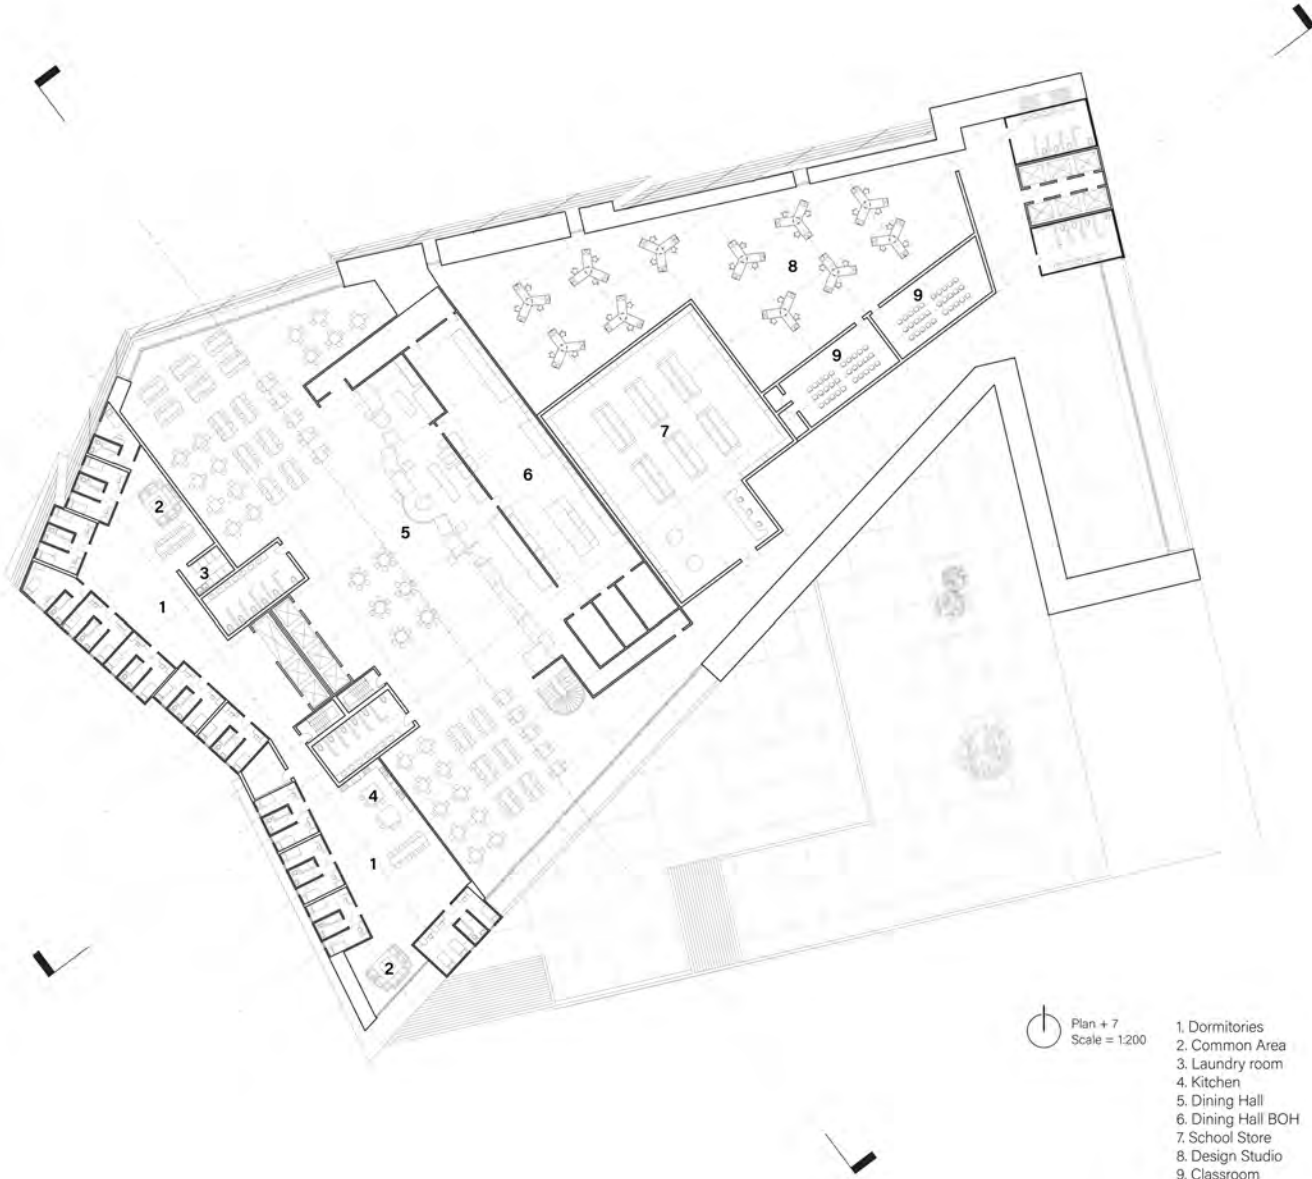 8
9
9
7
2
6
5
3
1
4
1
2
Plan + 7
Scale = 1:200
1. Dormitories
2. Common Area
3. Laundry room
4. Kitchen
5. Dining Hall
6. Dining Hall BOH
7. School Store
8. Design Studio
9. Classroom